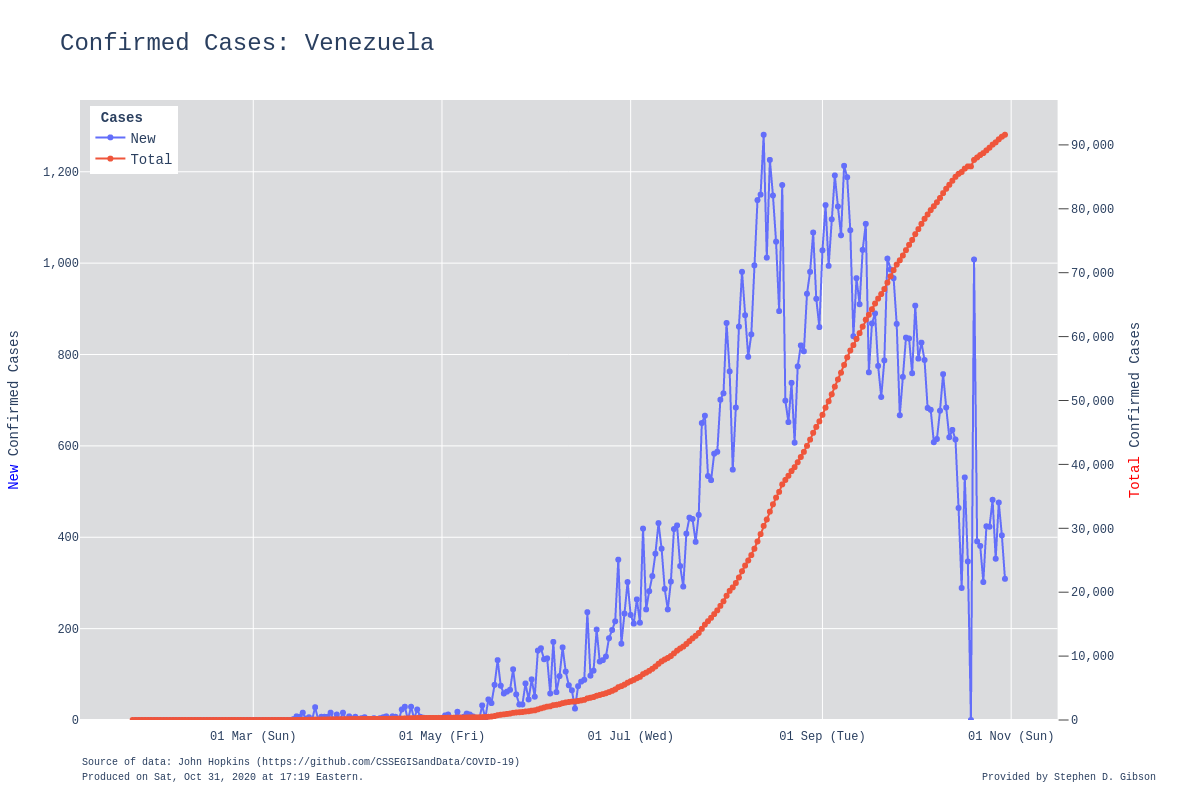 Confirmed Cases: Venezuela
Cases
New
Total
1,200
1,000
800
600
400
200
0
90,000
80,000
70,000
60,000
50,000
40,000
30,000
20,000
10,000
0
New Confirmed Cases
Total Confirmed Cases
01 Mar (Sun)
01 May (Fri)
01 Jul (Wed)
01 Sep (Tue)
01 Nov (Sun)
Source of data: John Hopkins (https://github.com/CSSEGISandData/COVID-19)
Produced on Sat, Oct 31, 2020 at 17:19 Eastern.
Provided by Stephen D. Gibson